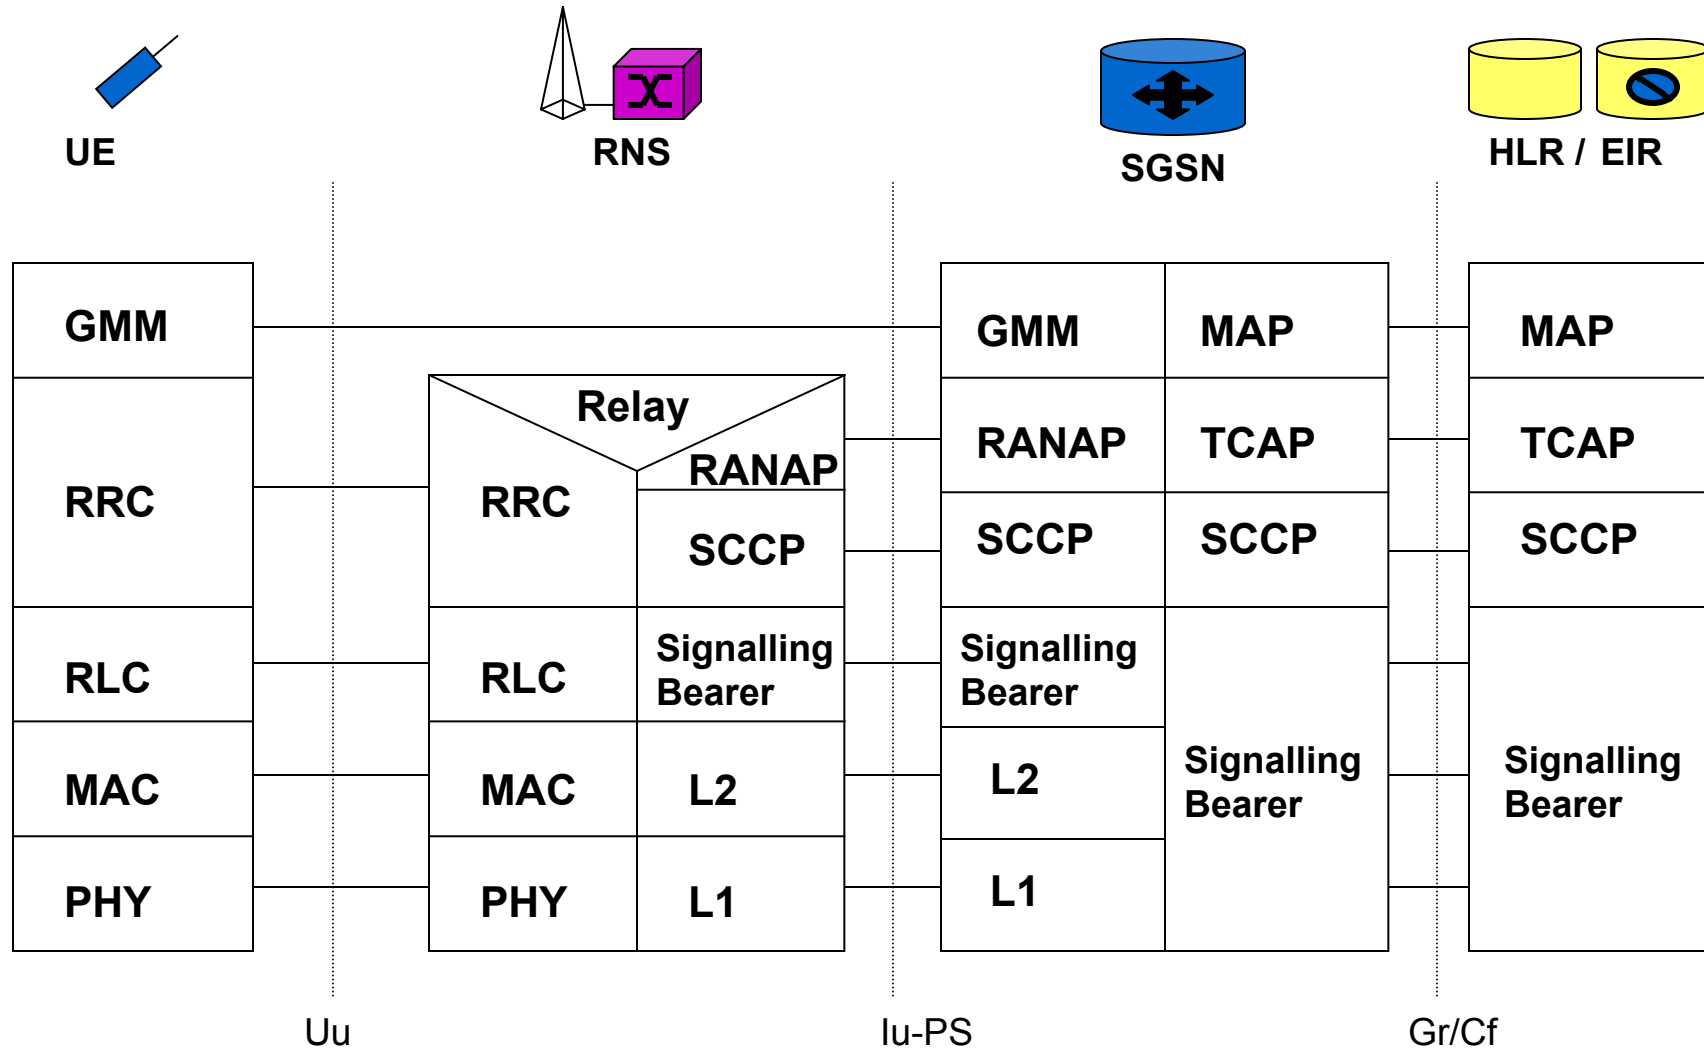 UE
RNS
SGSN
HLR / EIR
GMM
GMM
MAP
MAP
Relay
RRC
RRC
RANAP
RANAP
TCAP
TCAP
SCCP
SCCP
SCCP
SCCP
RLC
RLC
Signalling
Bearer
Signalling
Bearer
MAC
MAC
L2
L2
Signalling
Bearer
Signalling
Bearer
PHY
PHY
L1
L1
Uu
Iu-PS
Gr/Cf